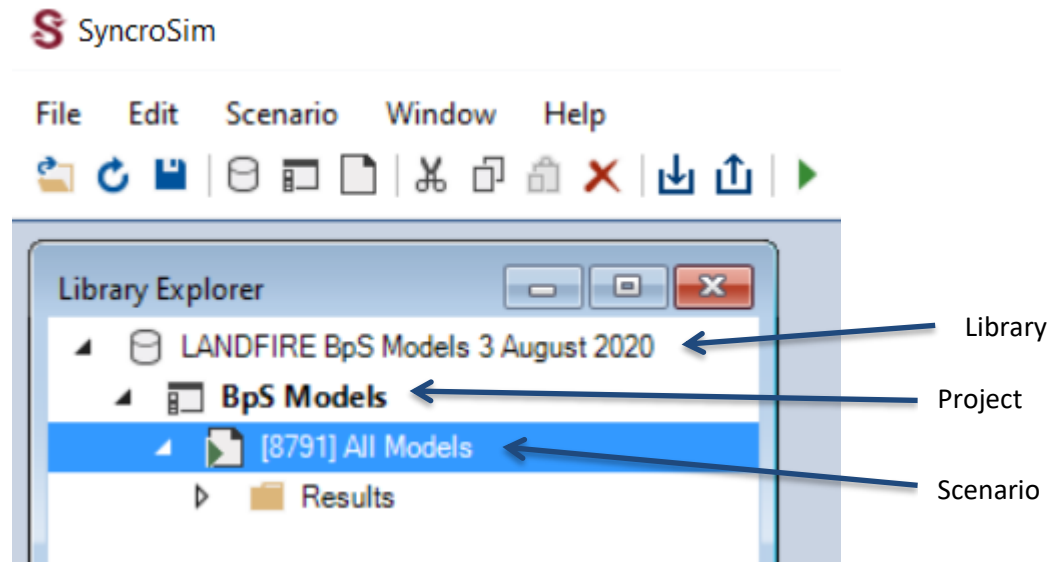 SyncroSim
File Edit Scenario Window Help
Library Explorer
LANDFIRE BpS Models 3 August 2020
Library
BpS Models
Project
[8791] All Models
Scenario
Results